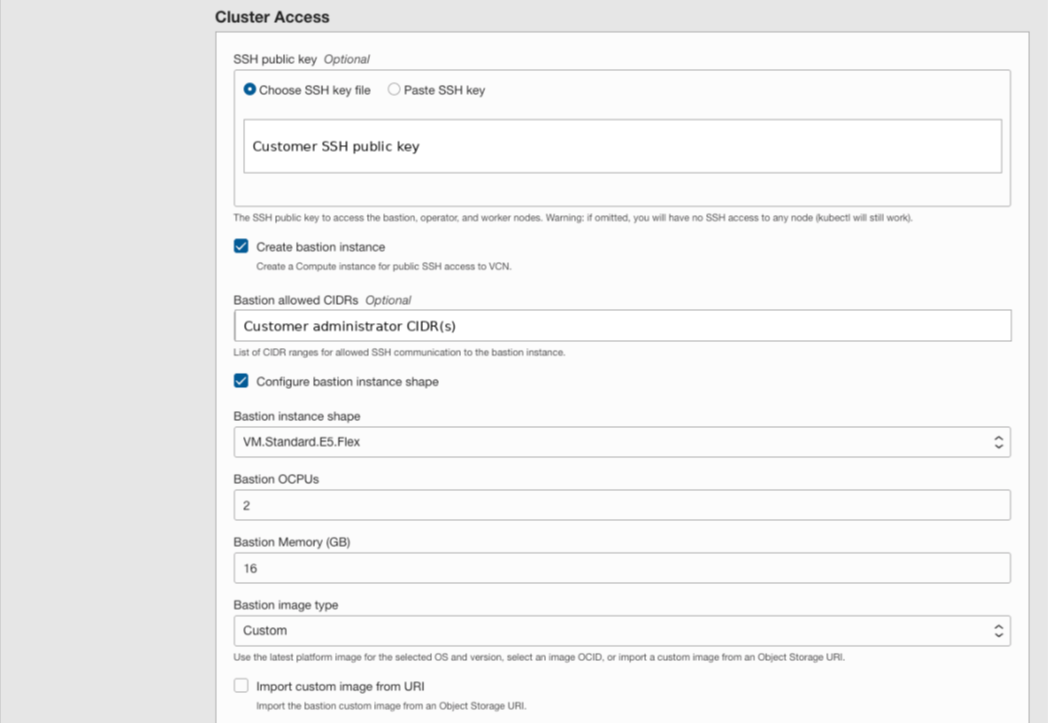 Cluster Access
SSH public key Optional
Choose SSH key file Paste SSH key
Customer SSH public key
The SSH public key to access the bastion, operator, and worker nodes. Warning: if omitted, you will have no SSH access to any node (kubectl will still work).
Create bastion instance
Create a Compute instance for public SSH access to VCN.
Bastion allowed CIDRs Optional
Customer administrator CIDR(s)
List of CIDR ranges for allowed SSH communication to the bastion instance.
Configure bastion instance shape
Bastion instance shape
VM.Standard.E5.Flex
Bastion OCPUs
2
Bastion Memory (GB)
16
Bastion image type
Custom
Use the latest platform image for the selected OS and version, select an image OCID, or import a custom image from an Object Storage URI.
Import custom image from URI
Import the bastion custom image from an Object Storage URI.